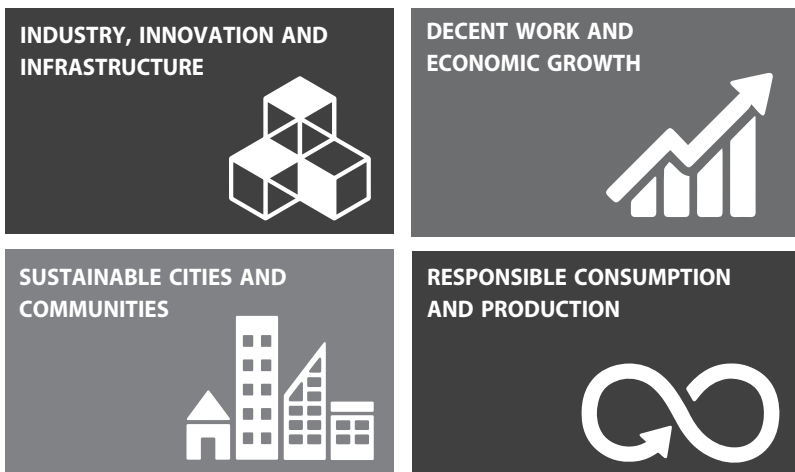 INDUSTRY, INNOVATION AND
INFRASTRUCTURE
DECENT WORK AND
ECONOMIC GROWTH
SUSTAINABLE CITIES AND
COMMUNITIES
RESPONSIBLE CONSUMPTION
AND PRODUCTION